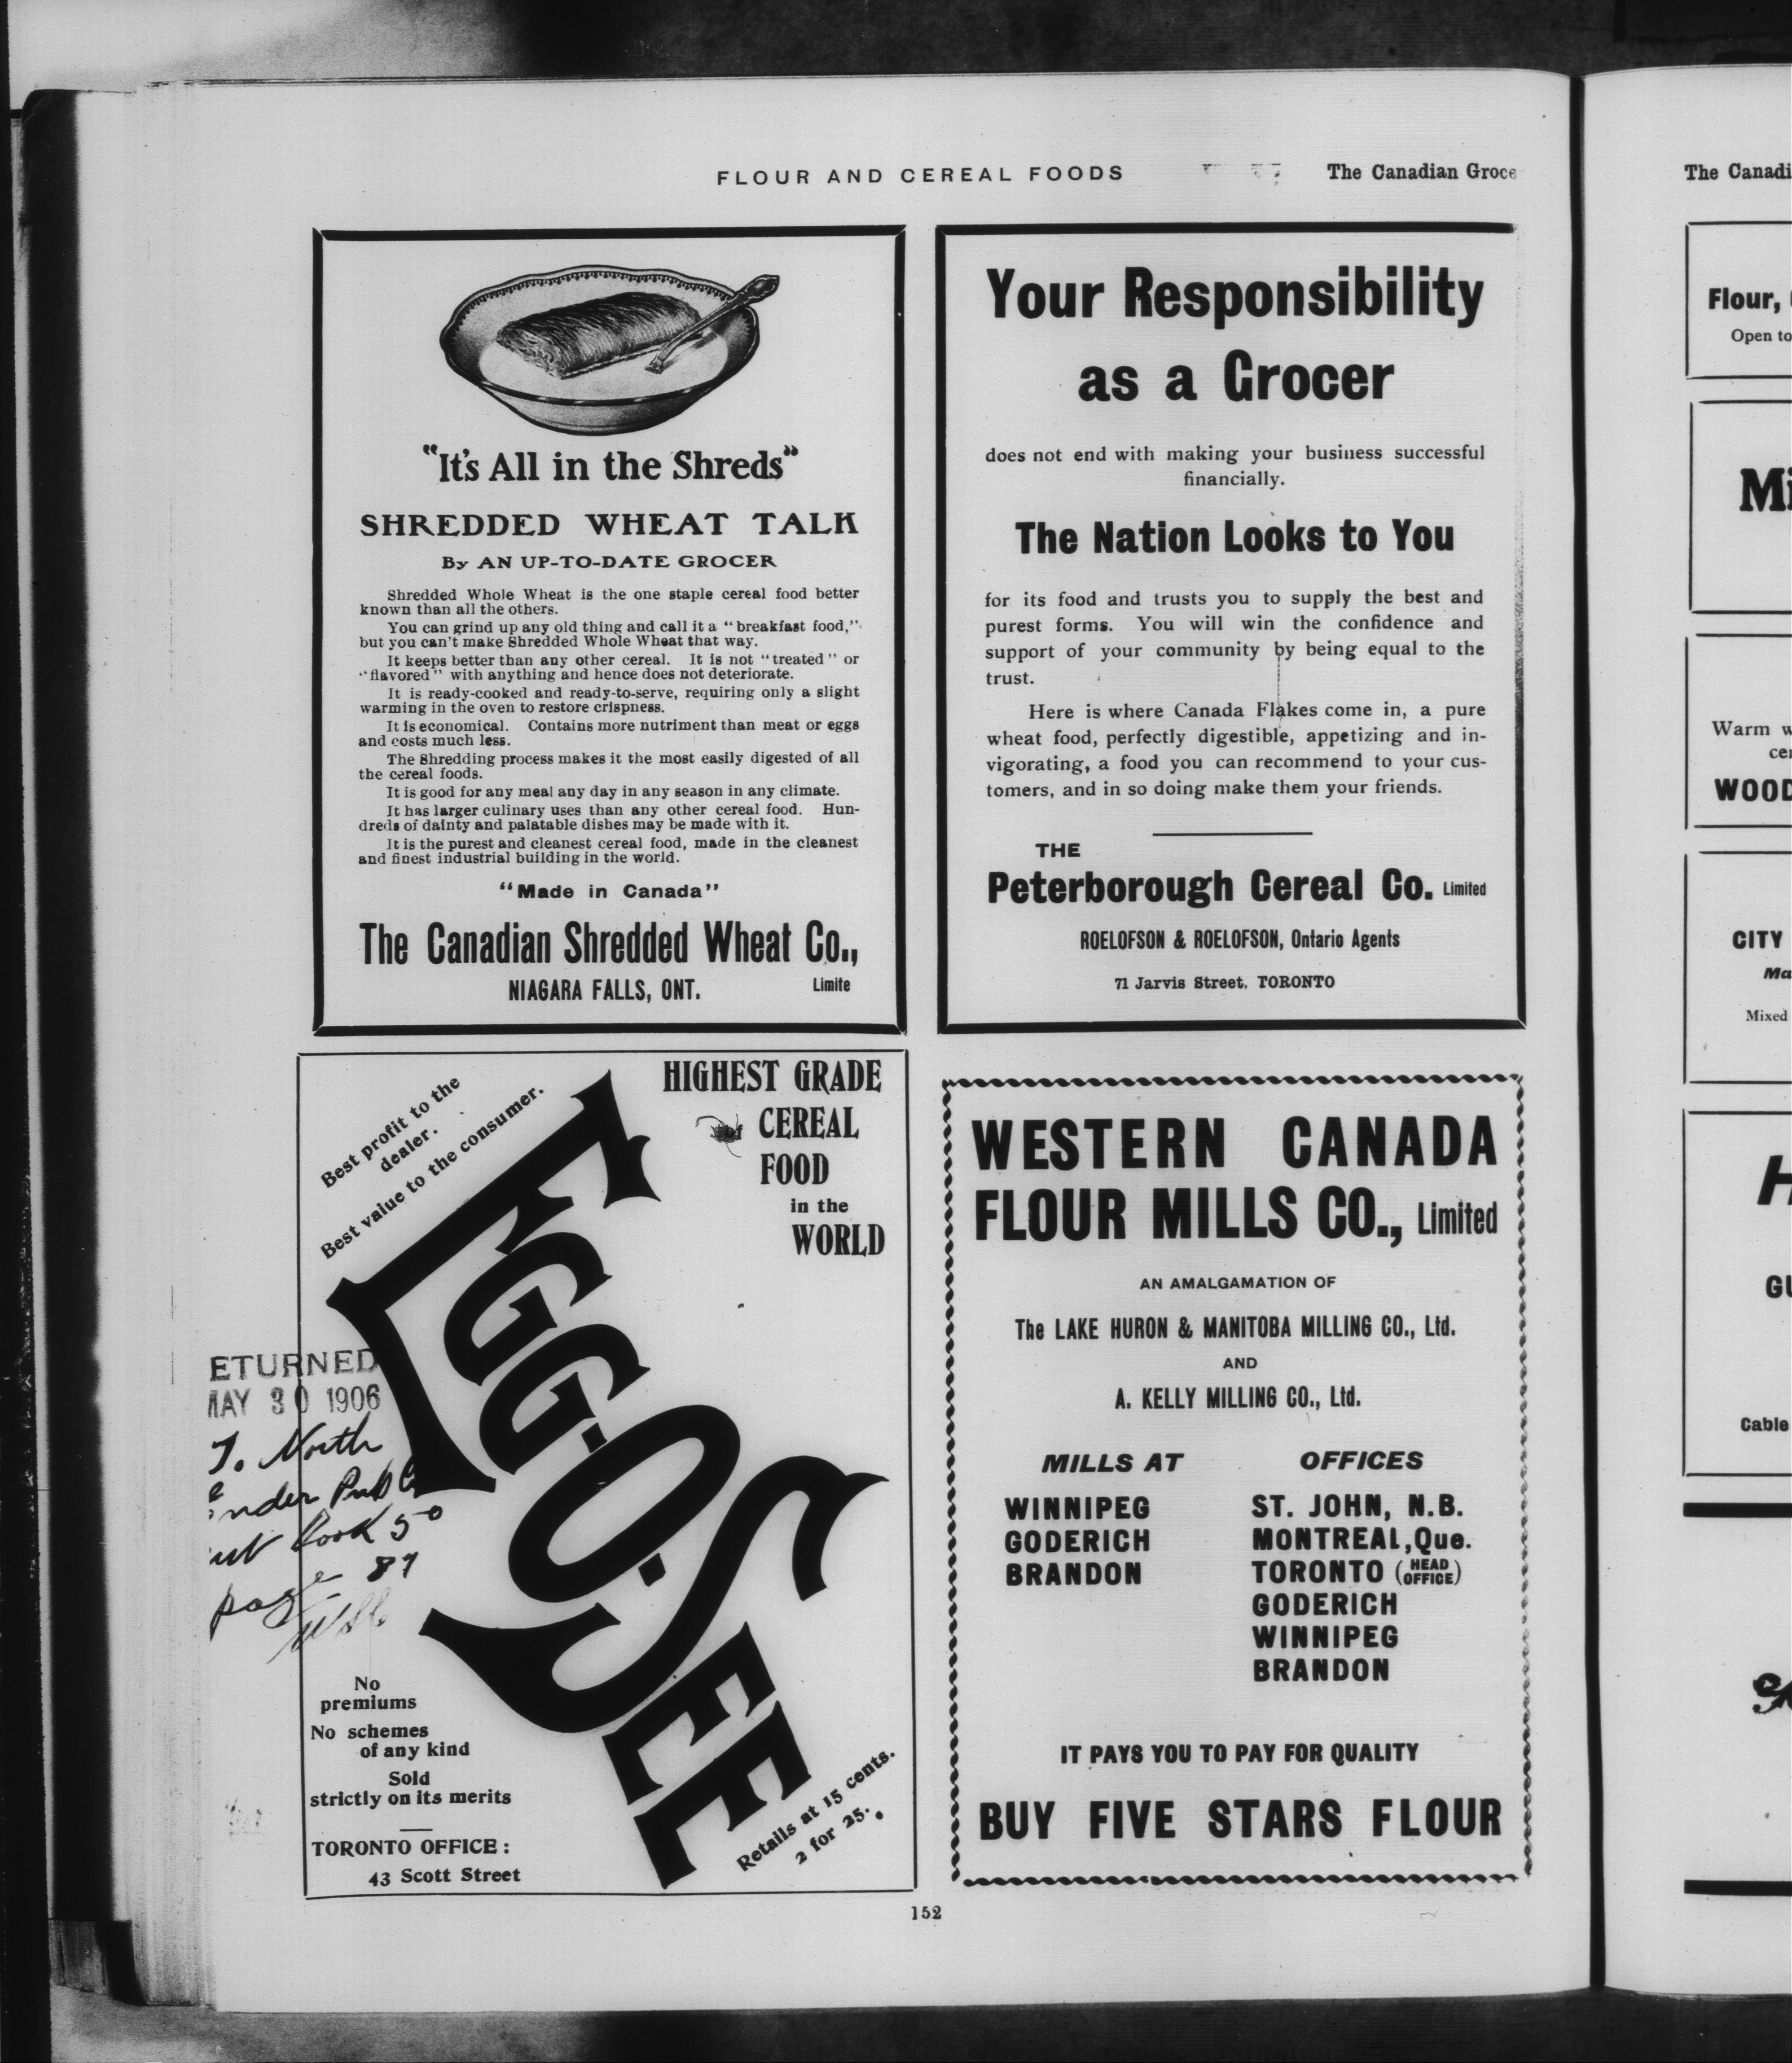 FLOUR AND CEREAL FOODS
The Canadian Groce
"It's All in the Shreds"
SHREDDED WHEAT TALK
By AN UP-TO-DATE GROCER
Shredded Whole Wheat is the one staple cereal food better
known than all the others.
You can grind up any old thing and call it a "breakfast food,"
but you can't make Shredded Whole Wheat that way.
It keeps better than any other cereal. It is not "treated" or
"flavored" with anything and hence does not deteriorate.
It is ready-cooked and ready-to-serve, requiring only a slight
warming in the oven to restore crispness.
It is economical. Contains more nutriment than meat or eggs
and costs much less.
The Shredding process makes it the most easily digested of all
the cereal foods.
It is good for any meal any day in any season in any climate.
It has larger culinary uses than any other cereal food. Hun-
dreds of dainty and palatable dishes may be made with it.
It is the purest and cleanest cereal food, made in the cleanest
and finest industrial building in the world.
"Made in Canada"
The Canadian Shredded Wheat Co.,
NIAGARA FALLS, ONT. Limite
Your Responsibility
as a Grocer
does not end with making your business successful
financially.
The Nation Looks to You
for its food and trusts you to supply the best and
purest forms. You will win the confidence and
support of your community by being equal to the
trust.
Here is where Canada Flakes come in, a pure
wheat food, perfectly digestible, appetizing and in-
vigorating, a food you can recommend to your cus-
tomers, and in so doing make them your friends.
THE
Peterborough Cereal Co. Limited
ROELOFSON & ROELOFSON, Ontario Agents
71 Jarvis Street, TORONTO
Best profit to the
dealer.
Best value to the consumer.
HIGHEST GRADE
CEREAL
FOOD
in the
WORLD
EGG-O-SEE
ETURNED
MAY 30 1906
J. North
ender Publ
book 50
page 87
No
premiums
No schemes
of any kind
Sold
strictly on its merits
TORONTO OFFICE:
43 Scott Street
Retails at 15 cents.
2 for 25.
WESTERN CANADA
FLOUR MILLS CO., Limited
AN AMALGAMATION OF
The LAKE HURON & MANITOBA MILLING CO., Ltd.
AND
A. KELLY MILLING CO., Ltd.
MILLS AT
WINNIPEG
GODERICH
BRANDON
OFFICES
ST. JOHN, N.B.
MONTREAL, Que.
TORONTO (HEAD OFFICE)
GODERICH
WINNIPEG
BRANDON
IT PAYS YOU TO PAY FOR QUALITY
BUY FIVE STARS FLOUR
152
The Canadi
Flour,
Open to
Mi
Warm w
cer
WOOD
CITY
Ma
Mixed
H
GU
Cable